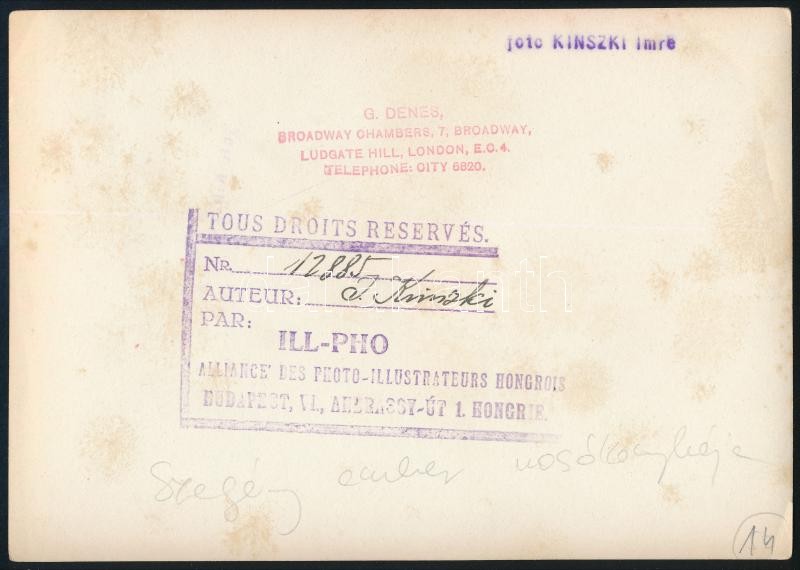 foto KINSZKI Imre
G. DENES,
BROADWAY CHAMBERS, 7, BROADWAY,
LUDGATE HILL, LONDON, E.C.4.
TELEPHONE: CITY 6620.
TOUS DROITS RESERVÉS.
NR. 12885
AUTEUR: I. Kinszki
PAR:
ILL-PHO
ALLIANCE DES PHOTO-ILLUSTRATEURS HONGROIS
BUDAPEST, VI., ANDRASSY-ÚT 1. HONGRIE.
Szegény ember mosókonyhája
14